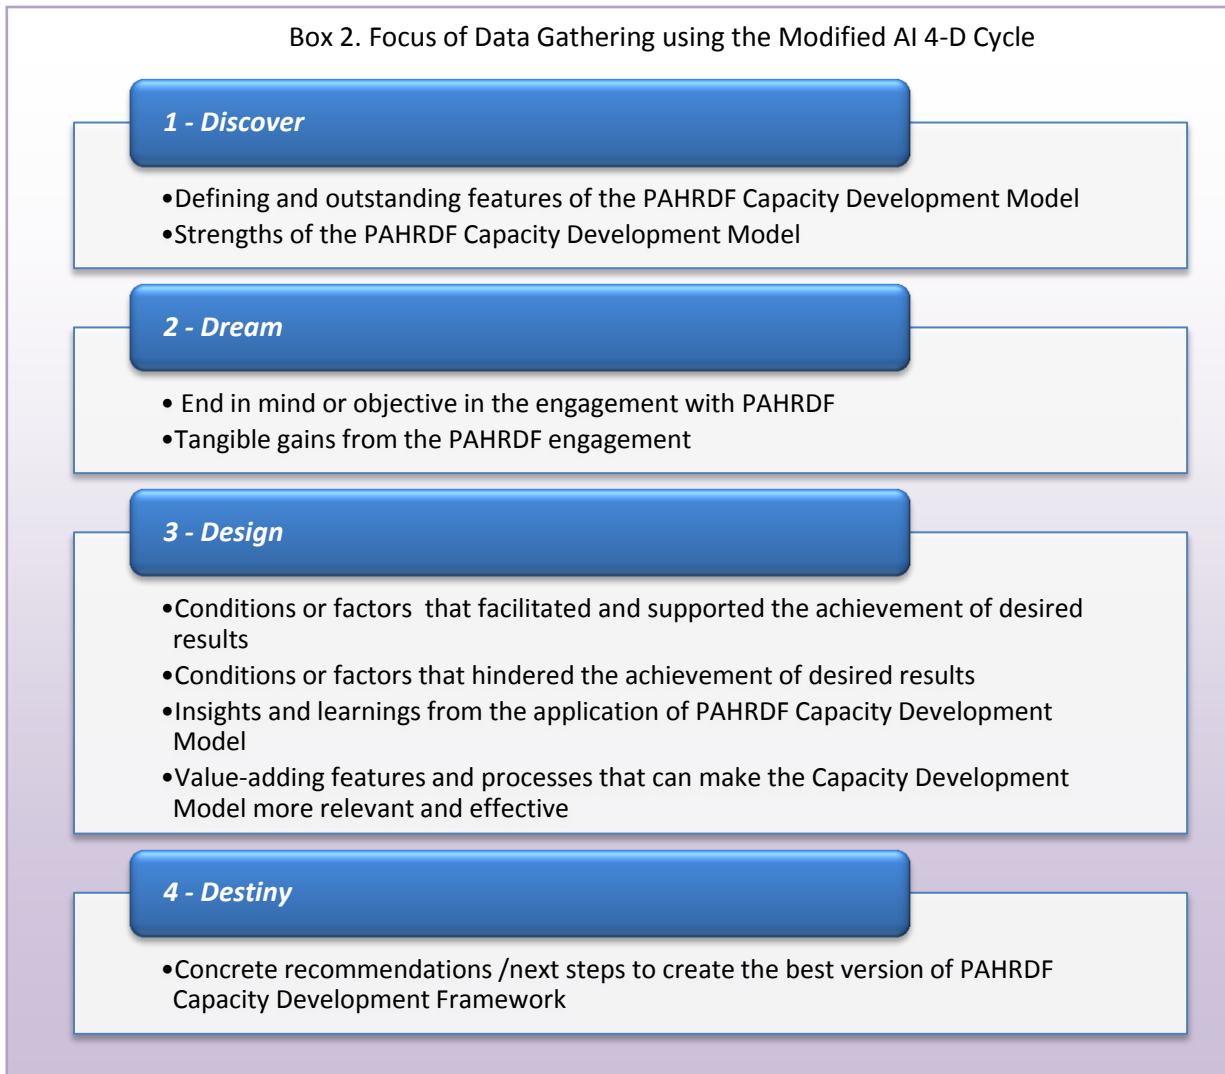 Box 2. Focus of Data Gathering using the Modified AI 4-D Cycle
1 - Discover
•Defining and outstanding features of the PAHRDF Capacity Development Model
•Strengths of the PAHRDF Capacity Development Model
2 - Dream
• End in mind or objective in the engagement with PAHRDF
•Tangible gains from the PAHRDF engagement
3 - Design
•Conditions or factors  that facilitated and supported the achievement of desired
results
•Conditions or factors that hindered the achievement of desired results
•Insights and learnings from the application of PAHRDF Capacity Development
Model
•Value-adding features and processes that can make the Capacity Development
Model more relevant and effective
4 - Destiny
•Concrete recommendations /next steps to create the best version of PAHRDF
Capacity Development Framework